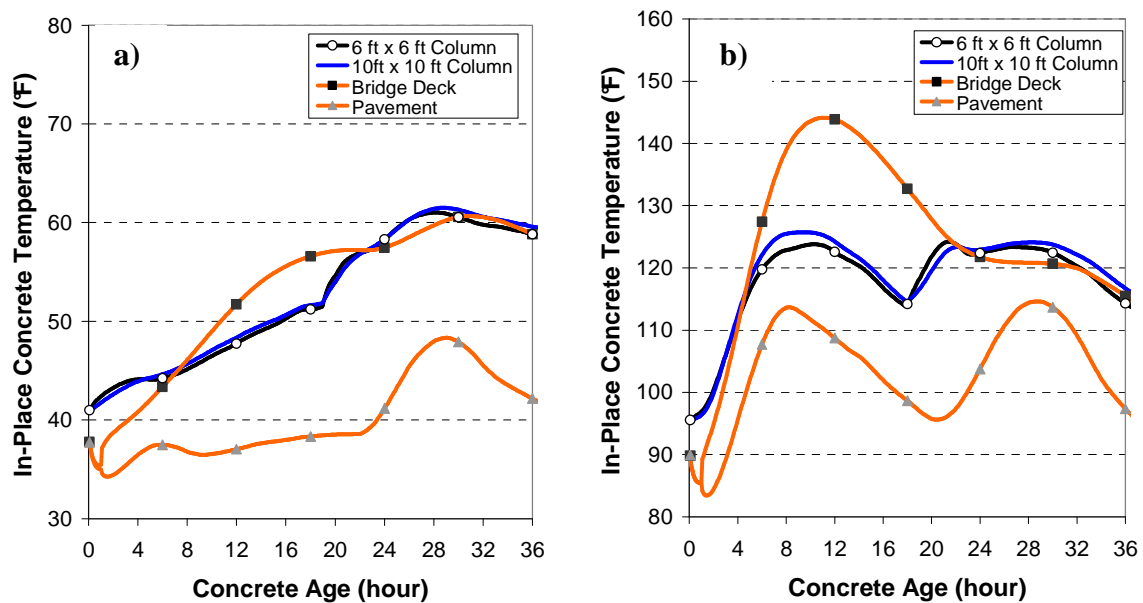 a)
6 ft x 6 ft Column
10ft x 10 ft Column
Bridge Deck
Pavement
In-Place Concrete Temperature (°F)
80
70
60
50
40
30
0 4 8 12 16 20 24 28 32 36
Concrete Age (hour)
b)
6 ft x 6 ft Column
10ft x 10 ft Column
Bridge Deck
Pavement
In-Place Concrete Temperature (°F)
160
150
140
130
120
110
100
90
80
0 4 8 12 16 20 24 28 32 36
Concrete Age (hour)